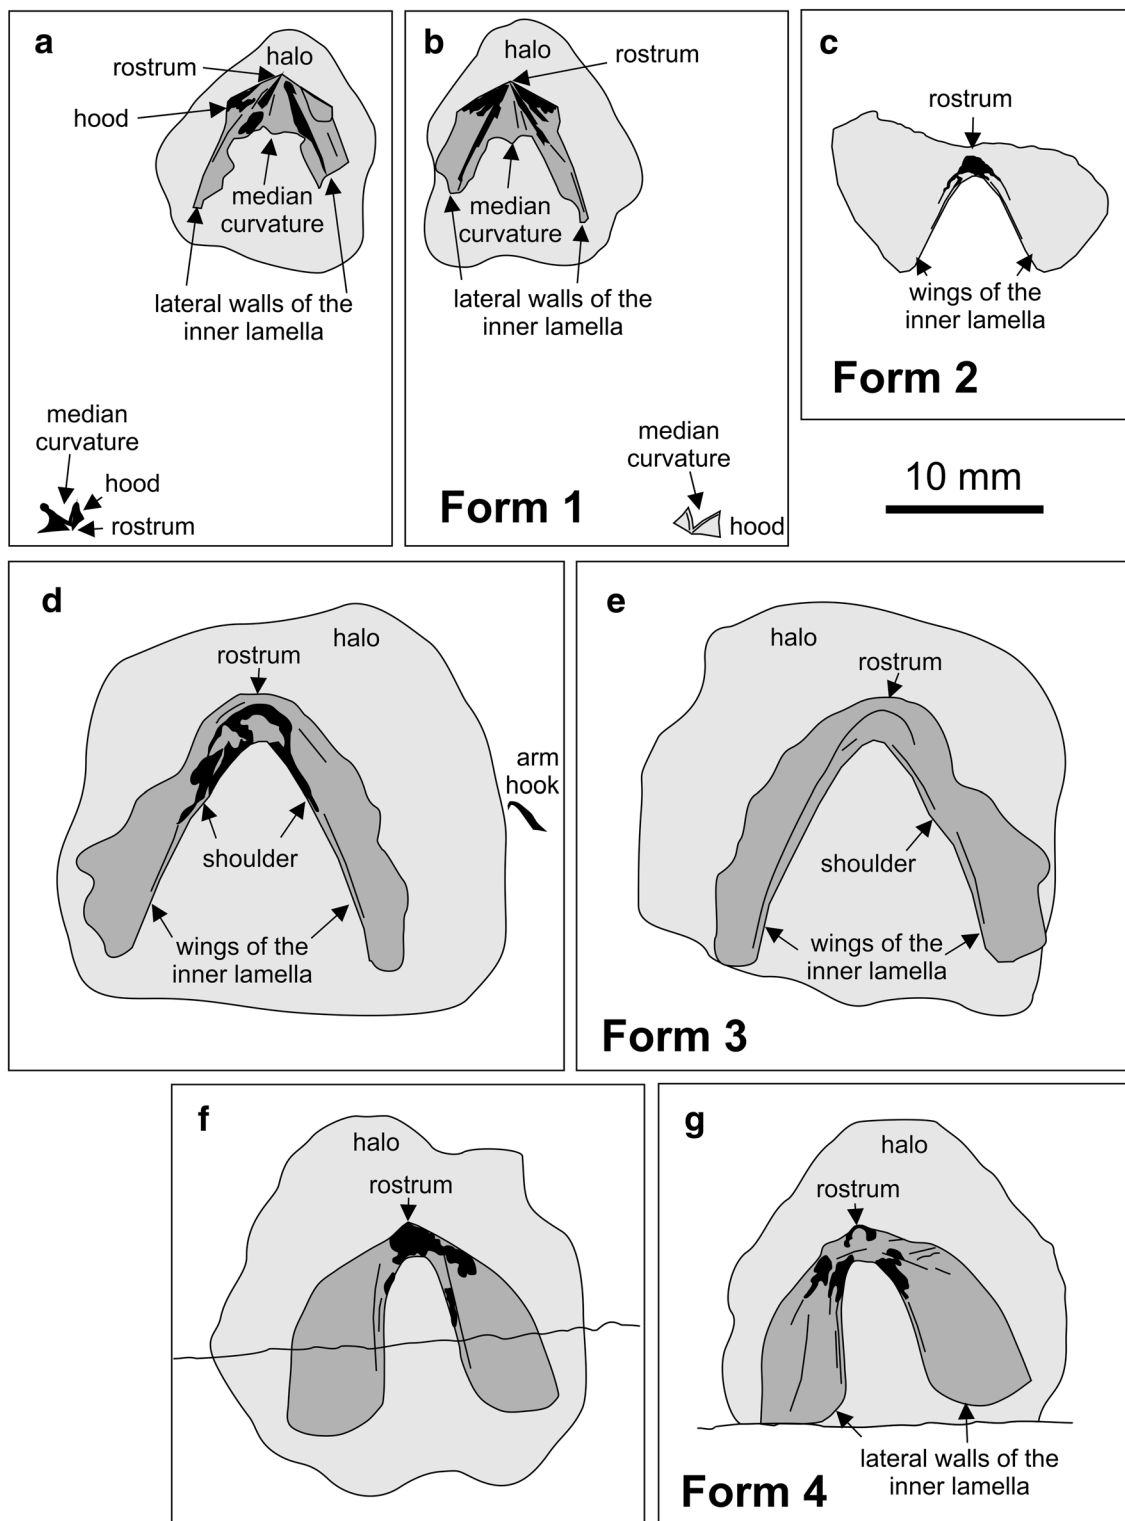 a
halo
rostrum
hood
median
curvature
lateral walls of the
inner lamella
median
curvature
hood
rostrum
b
halo
rostrum
median
curvature
lateral walls of the
inner lamella
median
curvature
Form 1
hood
c
rostrum
wings of the
inner lamella
Form 2
10 mm
d
halo
rostrum
arm
hook
shoulder
wings of the
inner lamella
e
halo
rostrum
shoulder
wings of the
inner lamella
Form 3
f
halo
rostrum
g
halo
rostrum
lateral walls of the
inner lamella
Form 4